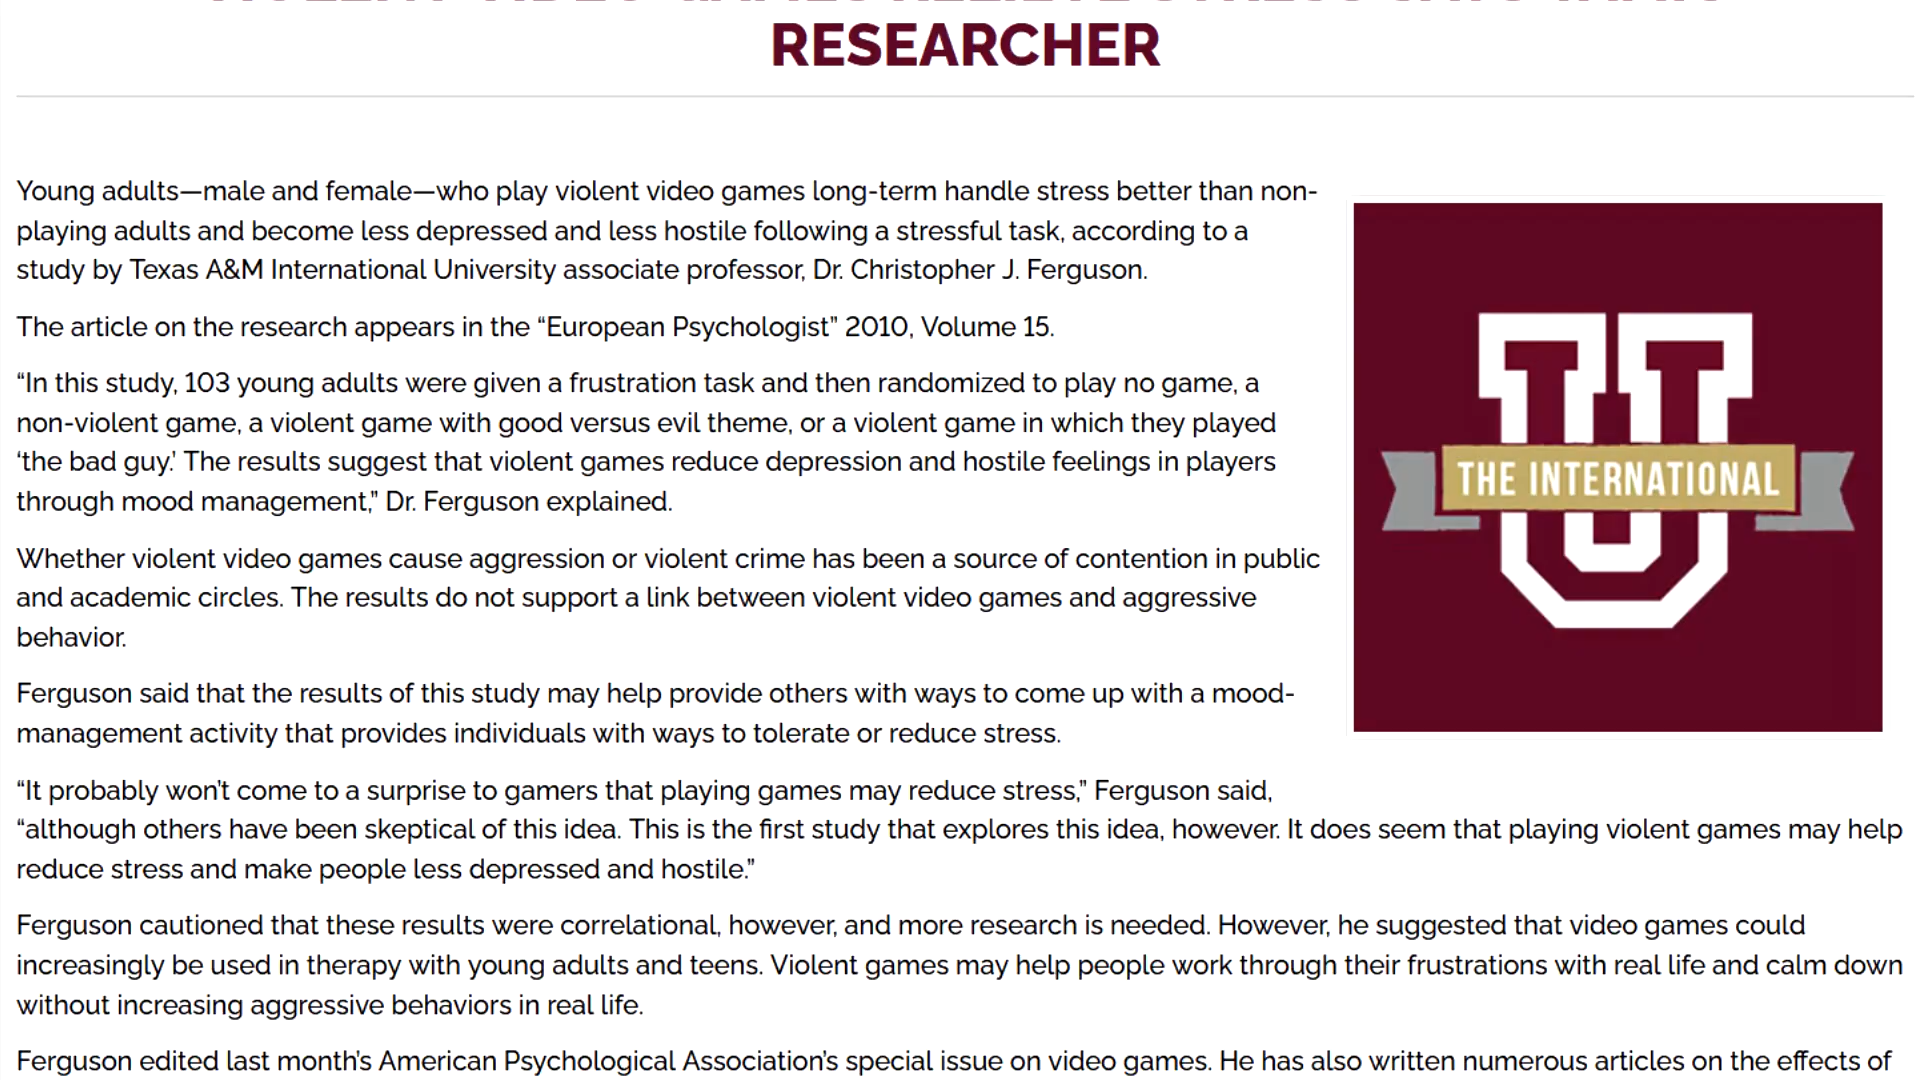 RESEARCHER
Young adults—male and female—who play violent video games long-term handle stress better than non-
playing adults and become less depressed and less hostile following a stressful task, according to a
study by Texas A&M International University associate professor, Dr. Christopher J. Ferguson.
The article on the research appears in the “European Psychologist” 2010, Volume 15.
“In this study, 103 young adults were given a frustration task and then randomized to play no game, a
non-violent game, a violent game with good versus evil theme, or a violent game in which they played
‘the bad guy.’ The results suggest that violent games reduce depression and hostile feelings in players
through mood management,” Dr. Ferguson explained.
Whether violent video games cause aggression or violent crime has been a source of contention in public
and academic circles. The results do not support a link between violent video games and aggressive
behavior.
Ferguson said that the results of this study may help provide others with ways to come up with a mood-
management activity that provides individuals with ways to tolerate or reduce stress.
“It probably won’t come to a surprise to gamers that playing games may reduce stress,” Ferguson said,
“although others have been skeptical of this idea. This is the first study that explores this idea, however. It does seem that playing violent games may help
reduce stress and make people less depressed and hostile.”
Ferguson cautioned that these results were correlational, however, and more research is needed. However, he suggested that video games could
increasingly be used in therapy with young adults and teens. Violent games may help people work through their frustrations with real life and calm down
without increasing aggressive behaviors in real life.
Ferguson edited last month’s American Psychological Association’s special issue on video games. He has also written numerous articles on the effects of
U
THE INTERNATIONAL